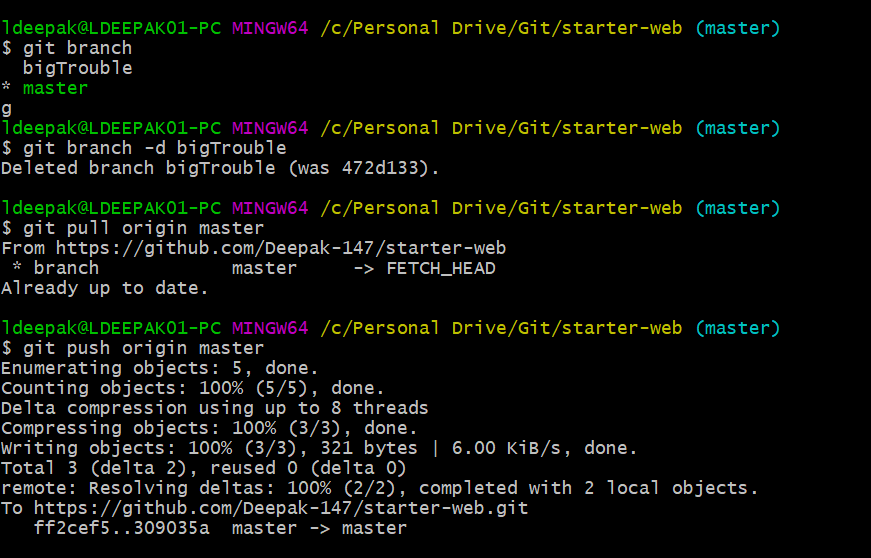 ldeepak@LDEEPAK01-PC MINGW64 /c/Personal Drive/Git/starter-web (master)
$ git branch
  bigTrouble
* master
g
ldeepak@LDEEPAK01-PC MINGW64 /c/Personal Drive/Git/starter-web (master)
$ git branch -d bigTrouble
Deleted branch bigTrouble (was 472d133).
ldeepak@LDEEPAK01-PC MINGW64 /c/Personal Drive/Git/starter-web (master)
$ git pull origin master
From https://github.com/Deepak-147/starter-web
 * branch            master     -> FETCH_HEAD
Already up to date.
ldeepak@LDEEPAK01-PC MINGW64 /c/Personal Drive/Git/starter-web (master)
$ git push origin master
Enumerating objects: 5, done.
Counting objects: 100% (5/5), done.
Delta compression using up to 8 threads
Compressing objects: 100% (3/3), done.
Writing objects: 100% (3/3), 321 bytes | 6.00 KiB/s, done.
Total 3 (delta 2), reused 0 (delta 0)
remote: Resolving deltas: 100% (2/2), completed with 2 local objects.
To https://github.com/Deepak-147/starter-web.git
   ff2cef5..309035a  master -> master